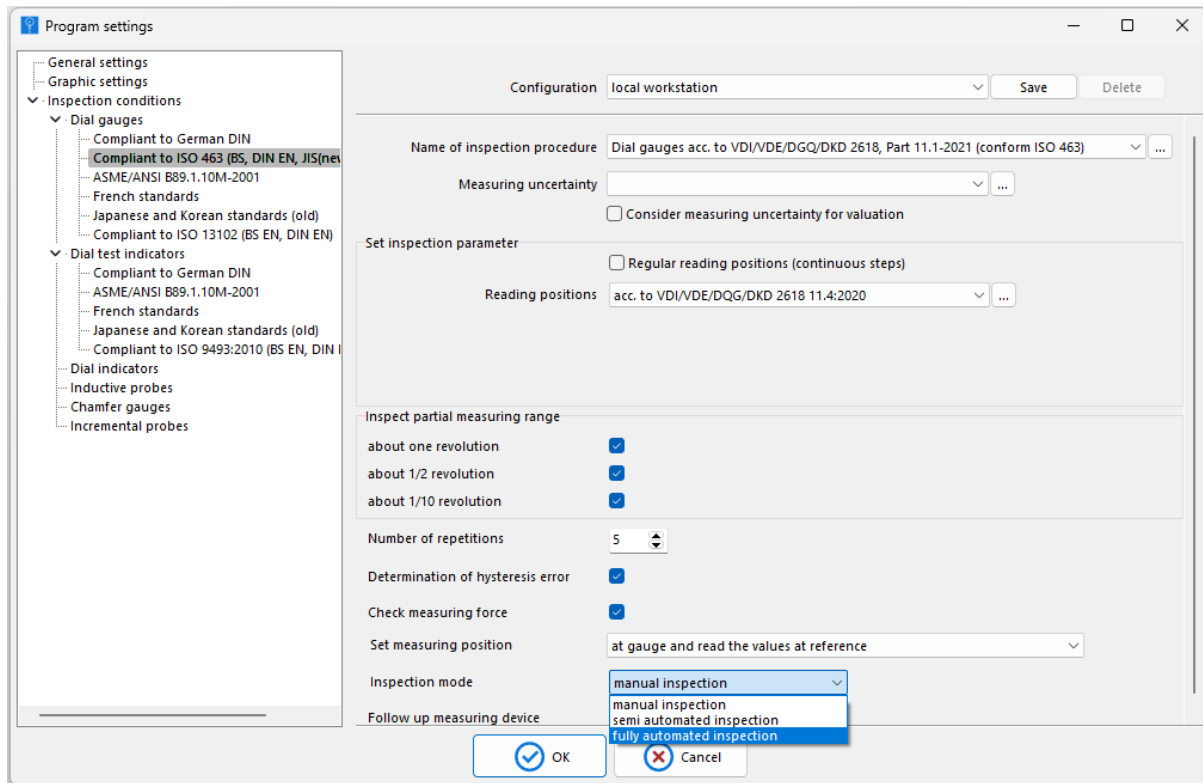 Program settings
General settings
Graphic settings
Inspection conditions
Dial gauges
Compliant to German DIN
Compliant to ISO 463 (BS, DIN EN, JIS(nev
ASME/ANSI B89.1.10M-2001
French standards
Japanese and Korean standards (old)
Compliant to ISO 13102 (BS EN, DIN EN)
Dial test indicators
Compliant to German DIN
ASME/ANSI B89.1.10M-2001
French standards
Japanese and Korean standards (old)
Compliant to ISO 9493:2010 (BS EN, DIN I
Dial indicators
Inductive probes
Chamfer gauges
Incremental probes
Configuration local workstation Save Delete
Name of inspection procedure Dial gauges acc. to VDI/VDE/DGQ/DKD 2618, Part 11.1-2021 (conform ISO 463) ...
Measuring uncertainty ...
Consider measuring uncertainty for valuation
Set inspection parameter
Regular reading positions (continuous steps)
Reading positions acc. to VDI/VDE/DQG/DKD 2618 11.4:2020 ...
Inspect partial measuring range
about one revolution
about 1/2 revolution
about 1/10 revolution
Number of repetitions 5
Determination of hysteresis error
Check measuring force
Set measuring position at gauge and read the values at reference
Inspection mode manual inspection
manual inspection
semi automated inspection
fully automated inspection
Follow up measuring device
OK Cancel